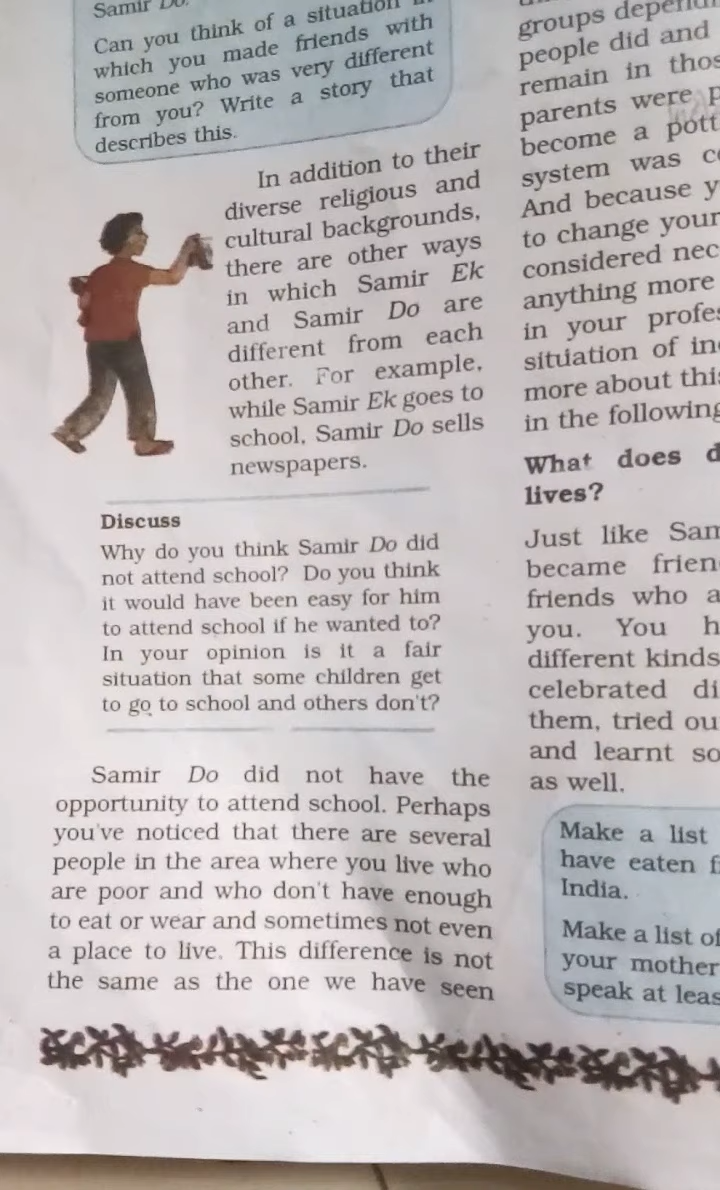 Samir Do.
Can you think of a situation in
which you made friends with
someone who was very different
from you? Write a story that
describes this.
In addition to their
diverse religious and
cultural backgrounds,
there are other ways
in which Samir Ek
and Samir Do are
different from each
other. For example,
while Samir Ek goes to
school, Samir Do sells
newspapers.
Discuss
Why do you think Samir Do did
not attend school? Do you think
it would have been easy for him
to attend school if he wanted to?
In your opinion is it a fair
situation that some children get
to go to school and others don't?
Samir Do did not have the
opportunity to attend school. Perhaps
you've noticed that there are several
people in the area where you live who
are poor and who don't have enough
to eat or wear and sometimes not even
a place to live. This difference is not
the same as the one we have seen
groups
people did and
remain in
parents were
become a
system was
And because
to change your
considered
anything more
in your
situation of
more about
in the following
What does
lives?
Just like
became
friends who
you. You
different kinds
celebrated
them, tried
and learnt
as well.
Make a list
have eaten
India.
Make a list of
your mother
speak at